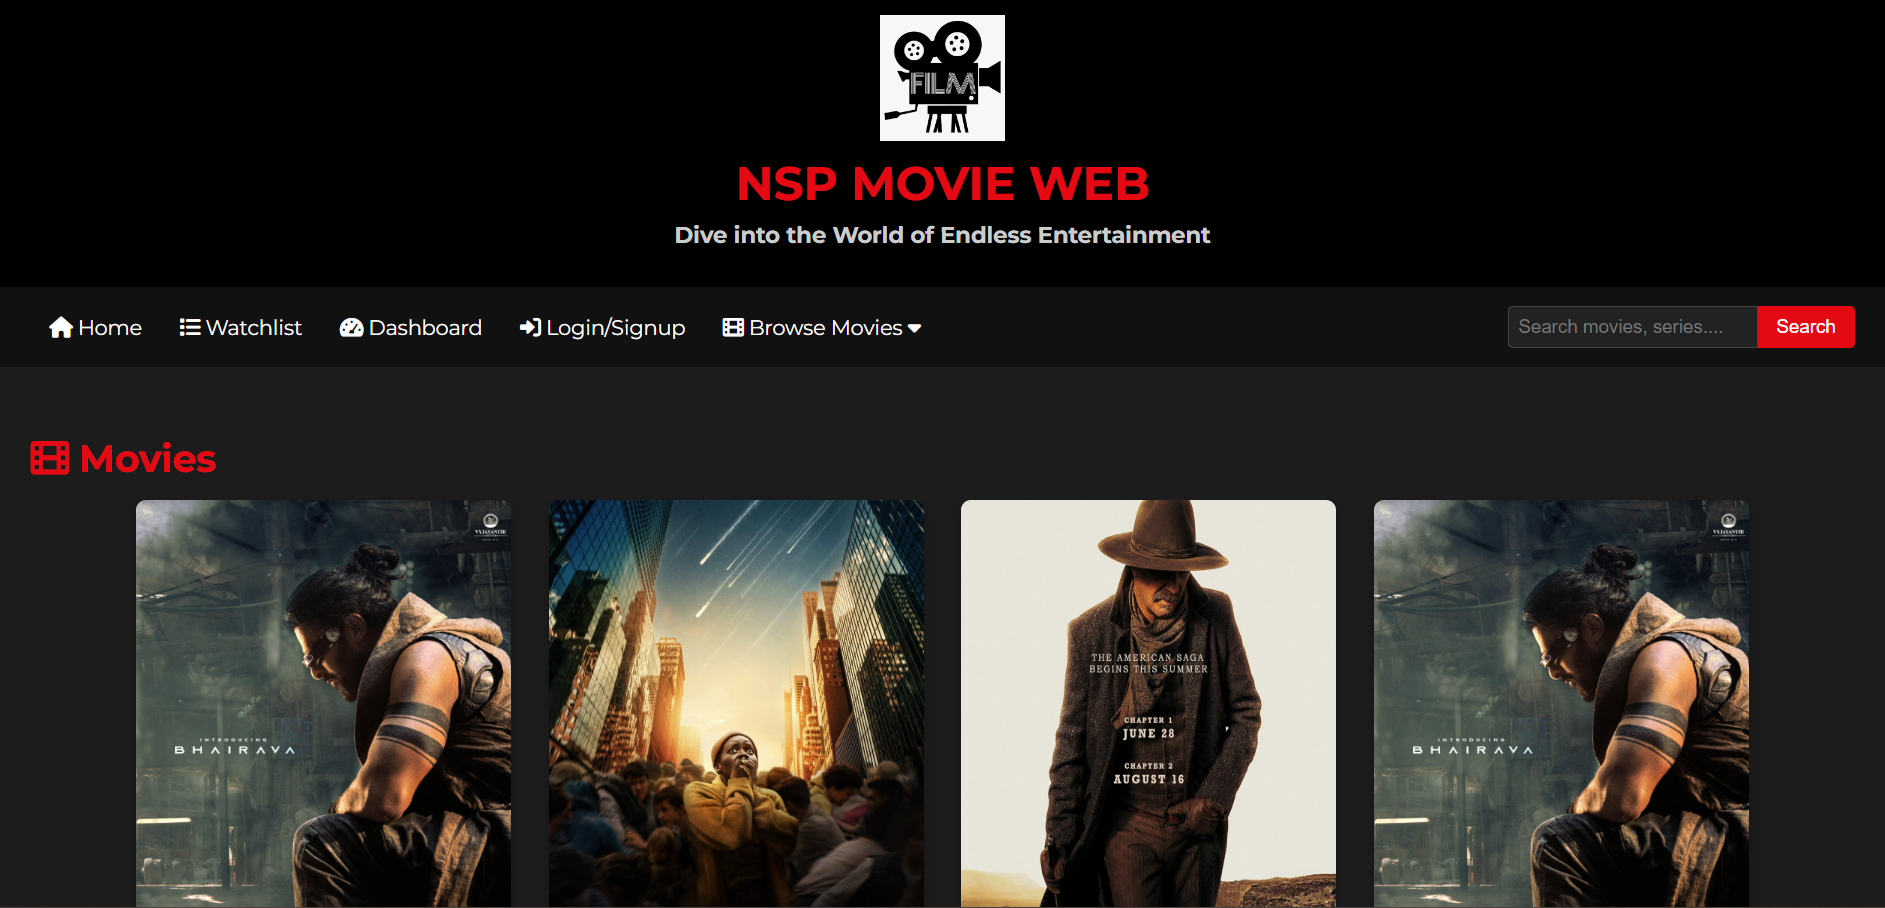 FILM
NSP MOVIE WEB
Dive into the World of Endless Entertainment
Home Watchlist Dashboard Login/Signup Browse Movies Search movies, series.... Search
Movies
VYJAYANTHI
INTRODUCING
BHAIRAVA
THE AMERICAN SAGA
BEGINS THIS SUMMER
CHAPTER 1
JUNE 28
CHAPTER 2
AUGUST 16
VYJAYANTHI
INTRODUCING
BHAIRAVA